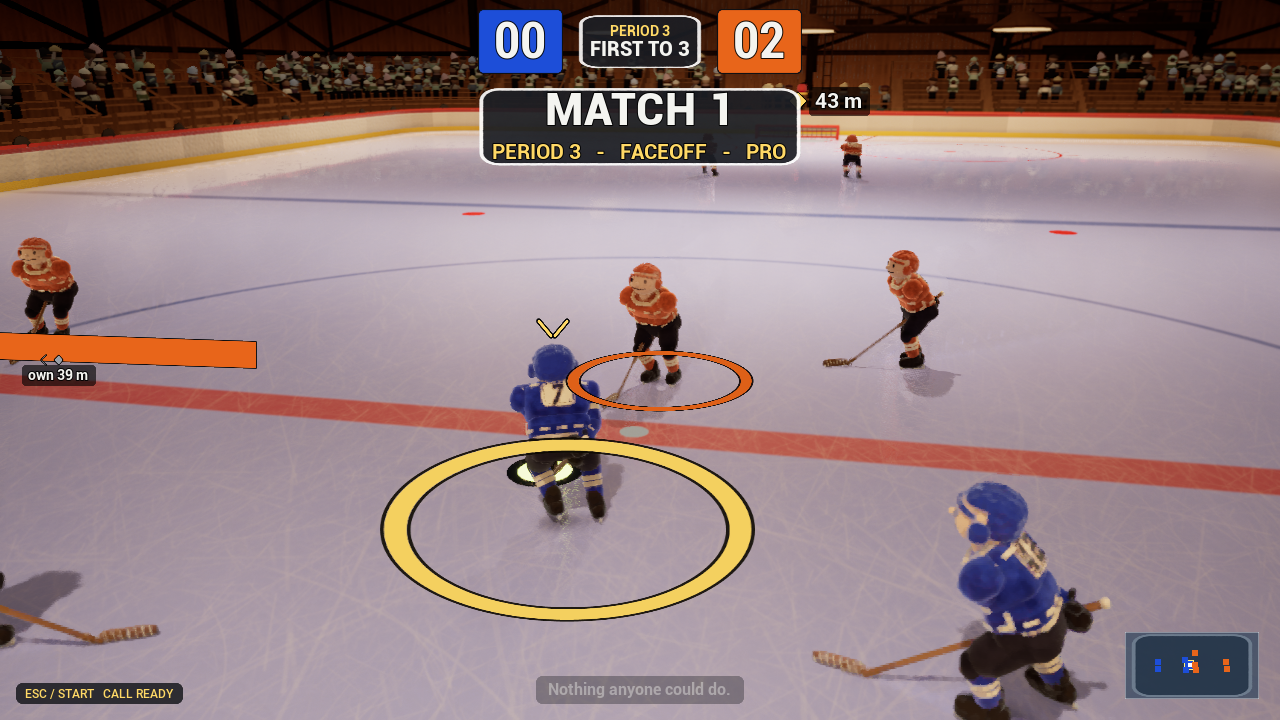 00
PERIOD 3
FIRST TO 3
02
MATCH 1
PERIOD 3 - FACEOFF - PRO
43 m
own 39 m
7
ESC / START CALL READY
Nothing anyone could do.